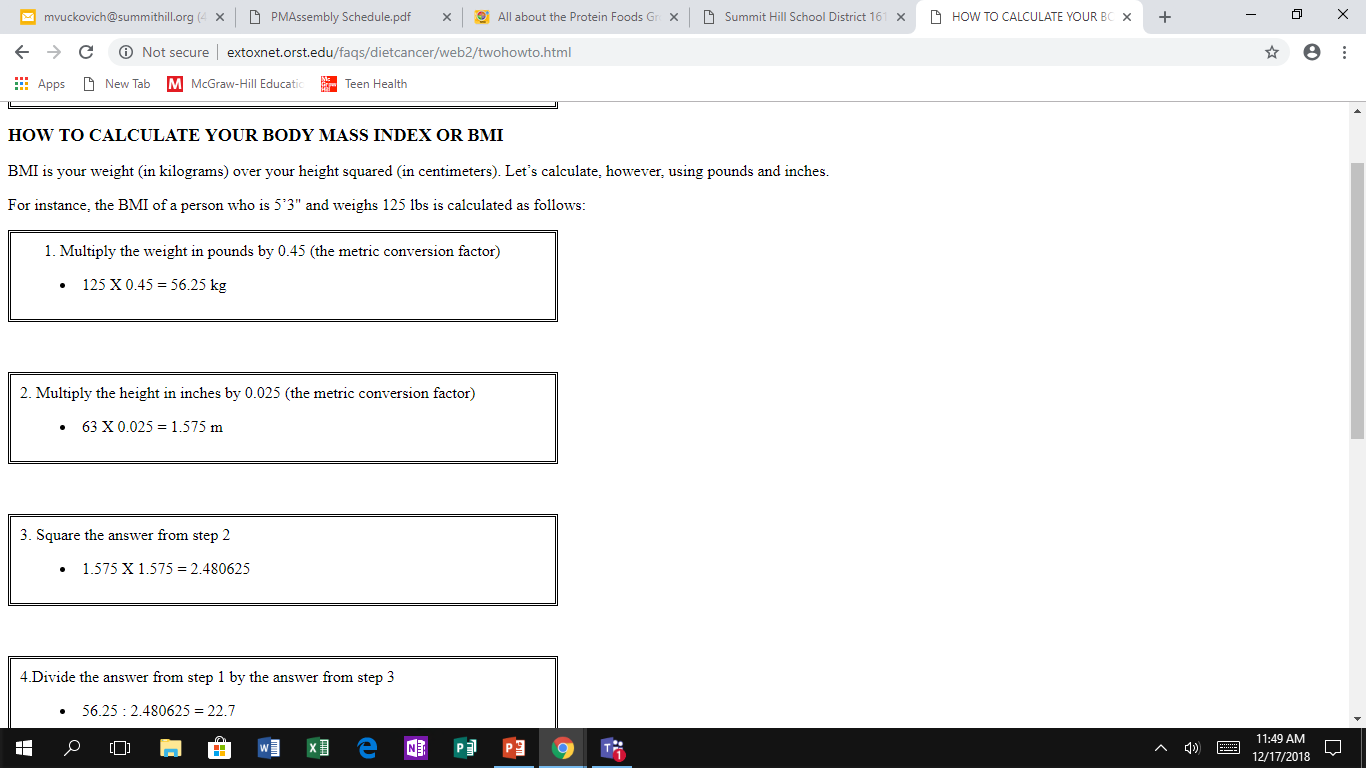 mvuckovich@summithill.org (4
PMAssembly Schedule.pdf
All about the Protein Foods Gr
Summit Hill School District 161
HOW TO CALCULATE YOUR BO
Not secure | extoxnet.orst.edu/faqs/dietcancer/web2/twohowto.html
Apps
New Tab
M McGraw-Hill Educatio
Mc Graw Hill Teen Health
HOW TO CALCULATE YOUR BODY MASS INDEX OR BMI
BMI is your weight (in kilograms) over your height squared (in centimeters). Let’s calculate, however, using pounds and inches.
For instance, the BMI of a person who is 5’3" and weighs 125 lbs is calculated as follows:
1. Multiply the weight in pounds by 0.45 (the metric conversion factor)
• 125 X 0.45 = 56.25 kg
2. Multiply the height in inches by 0.025 (the metric conversion factor)
• 63 X 0.025 = 1.575 m
3. Square the answer from step 2
• 1.575 X 1.575 = 2.480625
4.Divide the answer from step 1 by the answer from step 3
• 56.25 : 2.480625 = 22.7
11:49 AM
12/17/2018